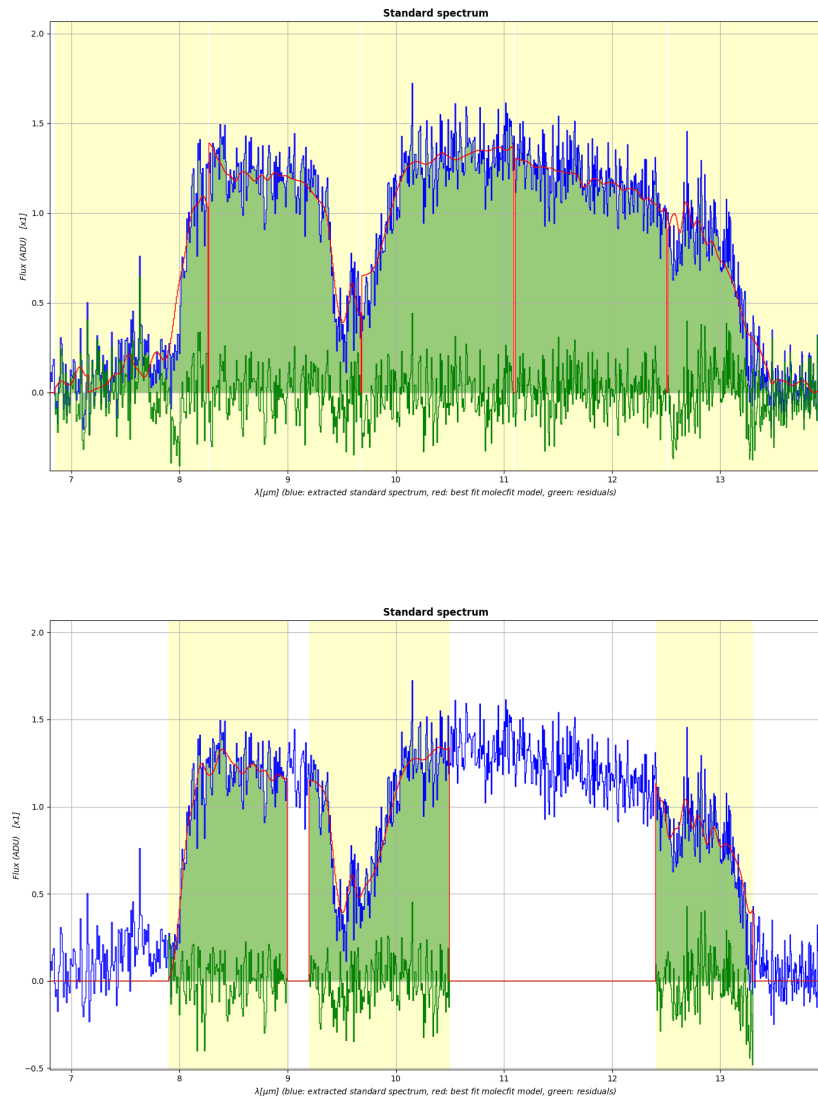 Standard spectrum
2.0
1.5
1.0
0.5
0.0
Flux (ADU) [x1]
7 8 9 10 11 12 13
λ[μm] (blue: extracted standard spectrum, red: best fit molecfit model, green: residuals)
Standard spectrum
2.0
1.5
1.0
0.5
0.0
−0.5
Flux (ADU) [x1]
7 8 9 10 11 12 13
λ[μm] (blue: extracted standard spectrum, red: best fit molecfit model, green: residuals)